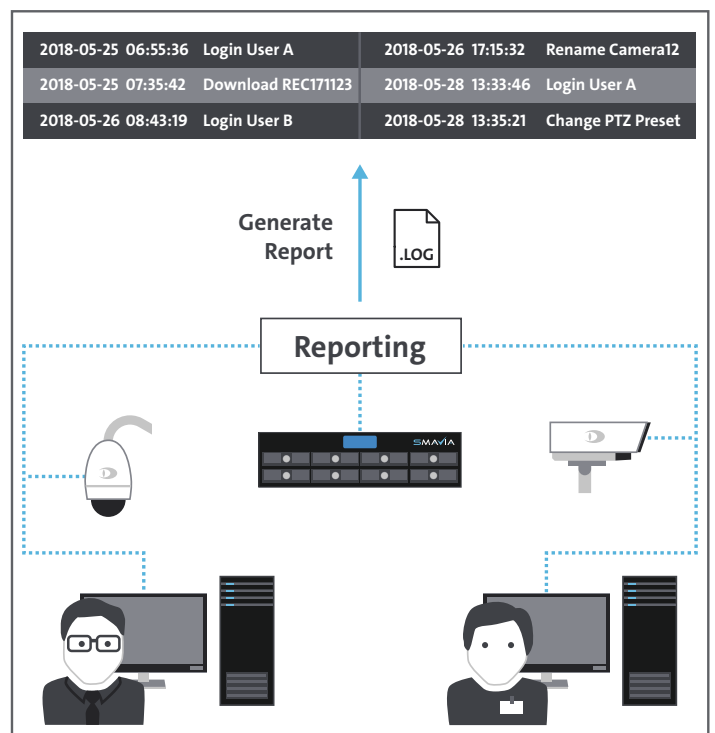 2018-05-25 06:55:36 Login User A
2018-05-25 07:35:42 Download REC171123
2018-05-26 08:43:19 Login User B
2018-05-26 17:15:32 Rename Camera12
2018-05-28 13:33:46 Login User A
2018-05-28 13:35:21 Change PTZ Preset
Generate
Report
.LOG
Reporting
SMAVIA